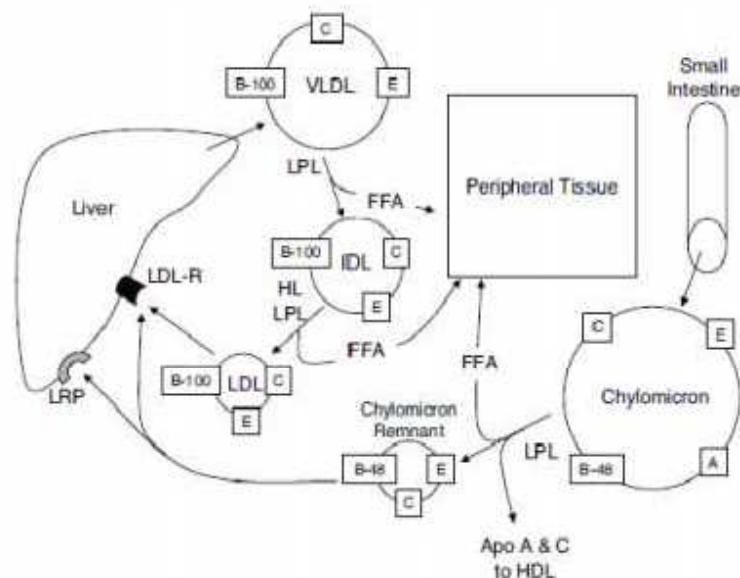 C
B-100
VLDL
E
Small
Intestine
LPL
FFA
Peripheral Tissue
Liver
B-100
IDL
C
HL
E
LPL
LDL-R
FFA
FFA
C
E
Chylomicron
B-48
A
LPL
B-100
LDL
C
E
LRP
Chylomicron
Remnant
B-48
E
C
Apo A & C
to HDL